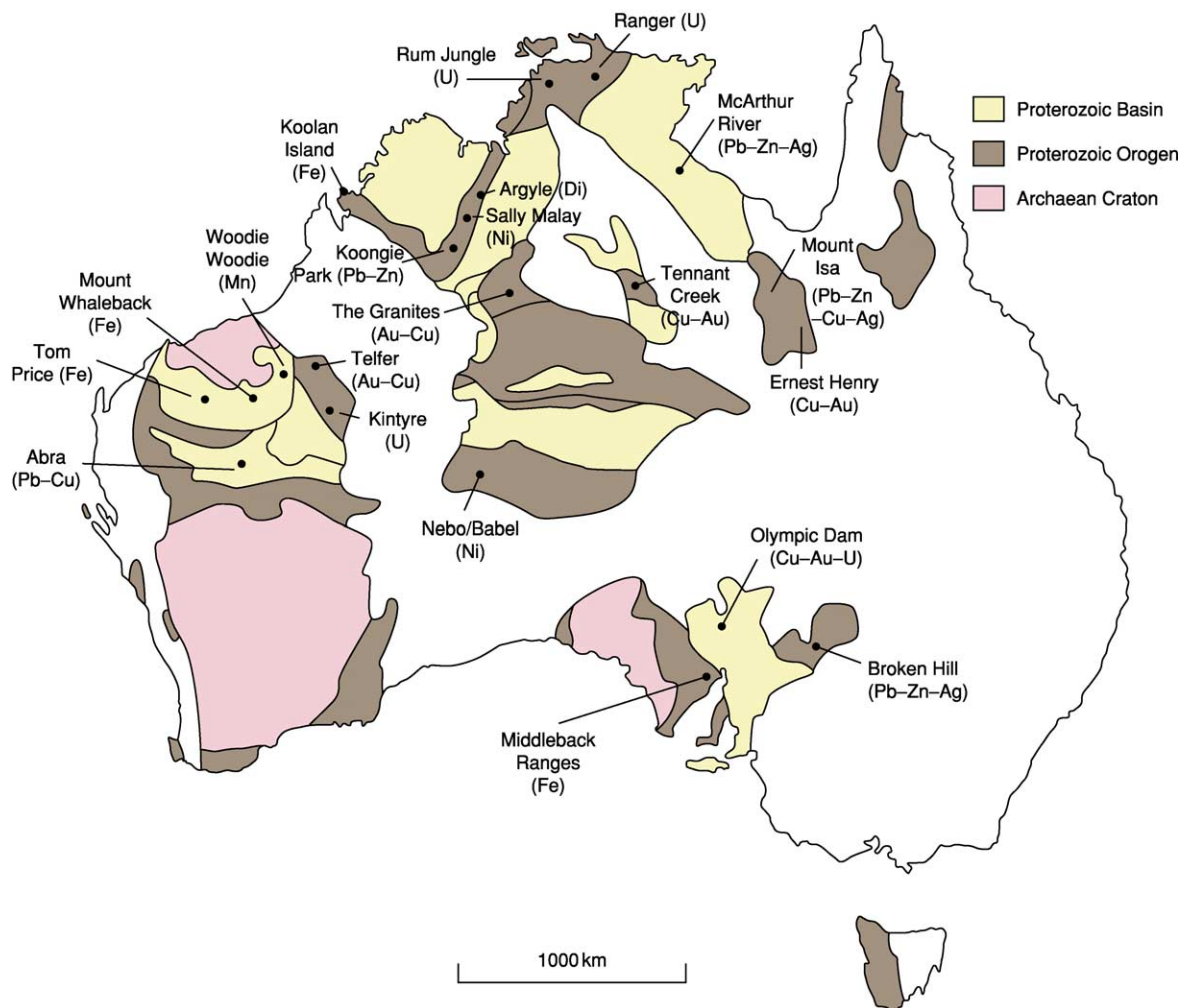 Ranger (U)
Rum Jungle
(U)
McArthur
River
(Pb–Zn–Ag)
Proterozoic Basin
Proterozoic Orogen
Archaean Craton
Koolan
Island
(Fe)
Argyle (Di)
Sally Malay
(Ni)
Woodie
Woodie
(Mn)
Koongie
Park (Pb–Zn)
Mount
Isa
(Pb–Zn
–Cu–Ag)
Mount
Whaleback
(Fe)
Tennant
Creek
(Cu–Au)
The Granites
(Au–Cu)
Tom
Price (Fe)
Telfer
(Au–Cu)
Ernest Henry
(Cu–Au)
Kintyre
(U)
Abra
(Pb–Cu)
Nebo/Babel
(Ni)
Olympic Dam
(Cu–Au–U)
Broken Hill
(Pb–Zn–Ag)
Middleback
Ranges
(Fe)
1000 km